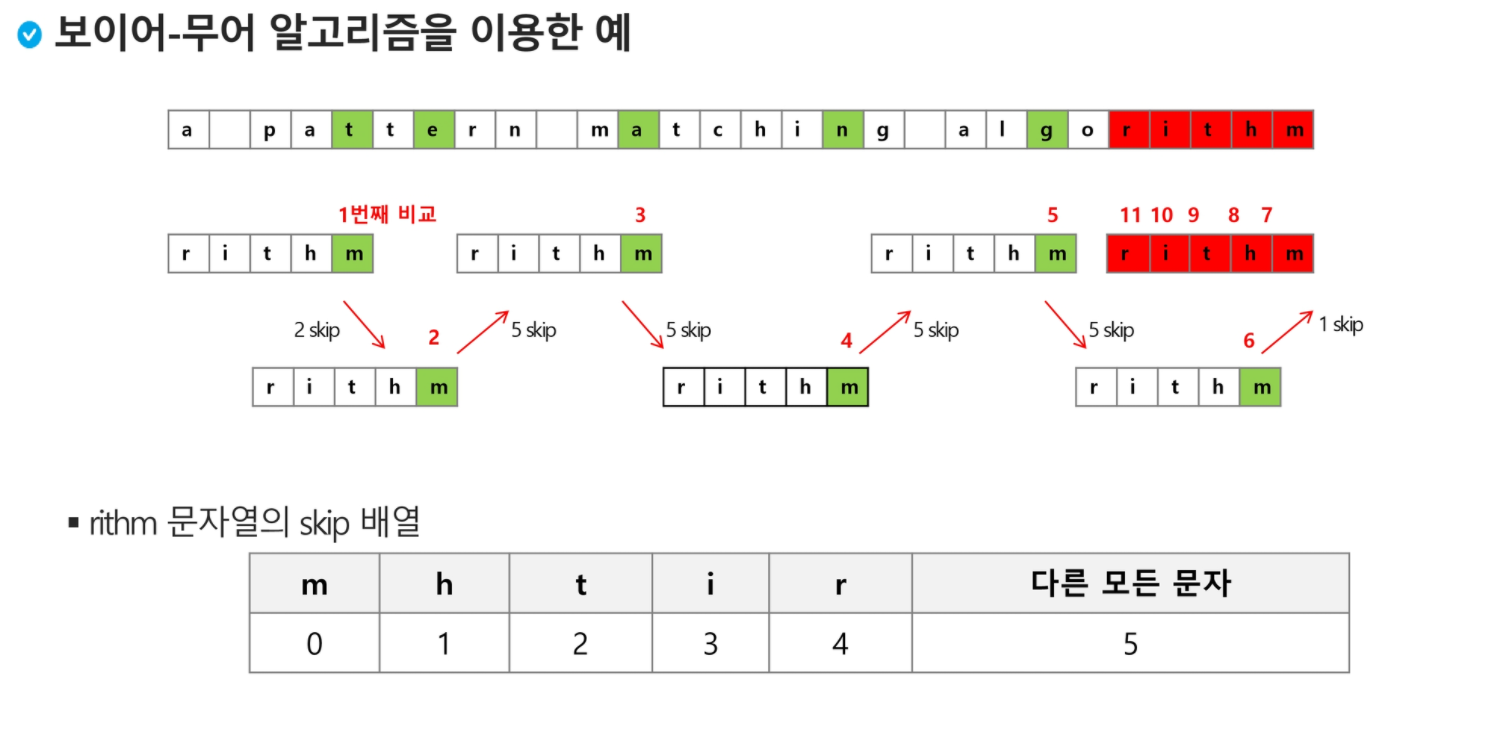 보이어-무어 알고리즘을 이용한 예
a p a t t e r n m a t c h i n g a l g o r i t h m
1번째 비교 3 5 11 10 9 8 7
r i t h m r i t h m r i t h m r i t h m
2 skip 2 5 skip 5 skip 4 5 skip 5 skip 6 1 skip
r i t h m r i t h m r i t h m
▪ rithm 문자열의 skip 배열
m h t i r 다른 모든 문자
0 1 2 3 4 5